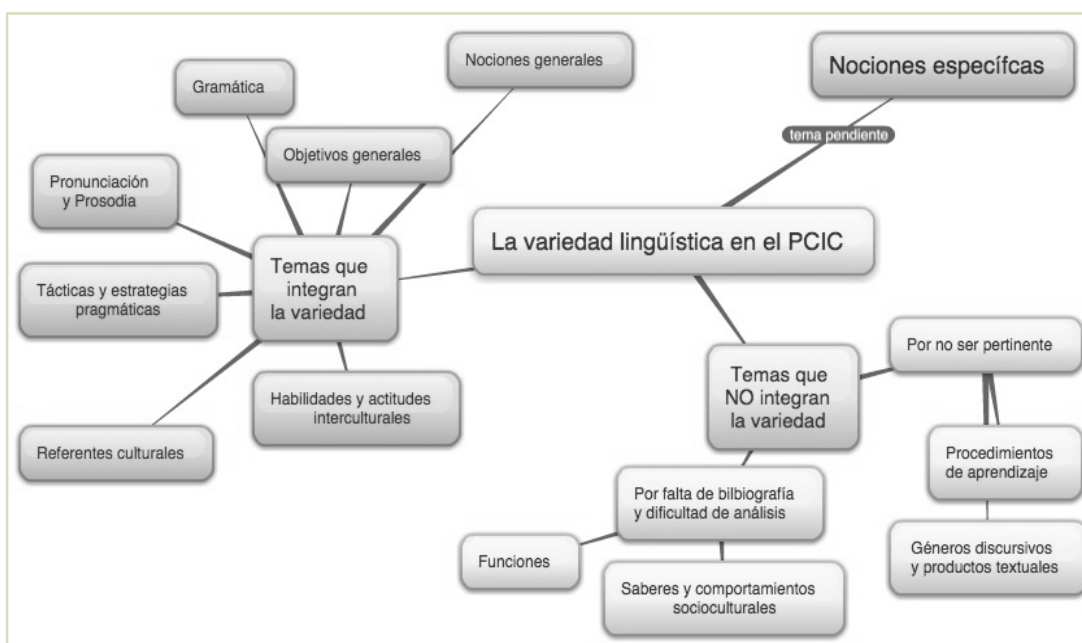 Nociones generales
Nociones específcas
Gramática
tema pendiente
Objetivos generales
Pronunciación
y Prosodia
La variedad lingüística en el PCIC
Temas que
integran
la variedad
Tácticas y estrategias
pragmáticas
Por no ser pertinente
Temas que
NO integran
la variedad
Habilidades y actitudes
interculturales
Referentes culturales
Procedimientos
de aprendizaje
Por falta de bilbiografía
y dificultad de análisis
Géneros discursivos
y productos textuales
Funciones
Saberes y comportamientos
socioculturales